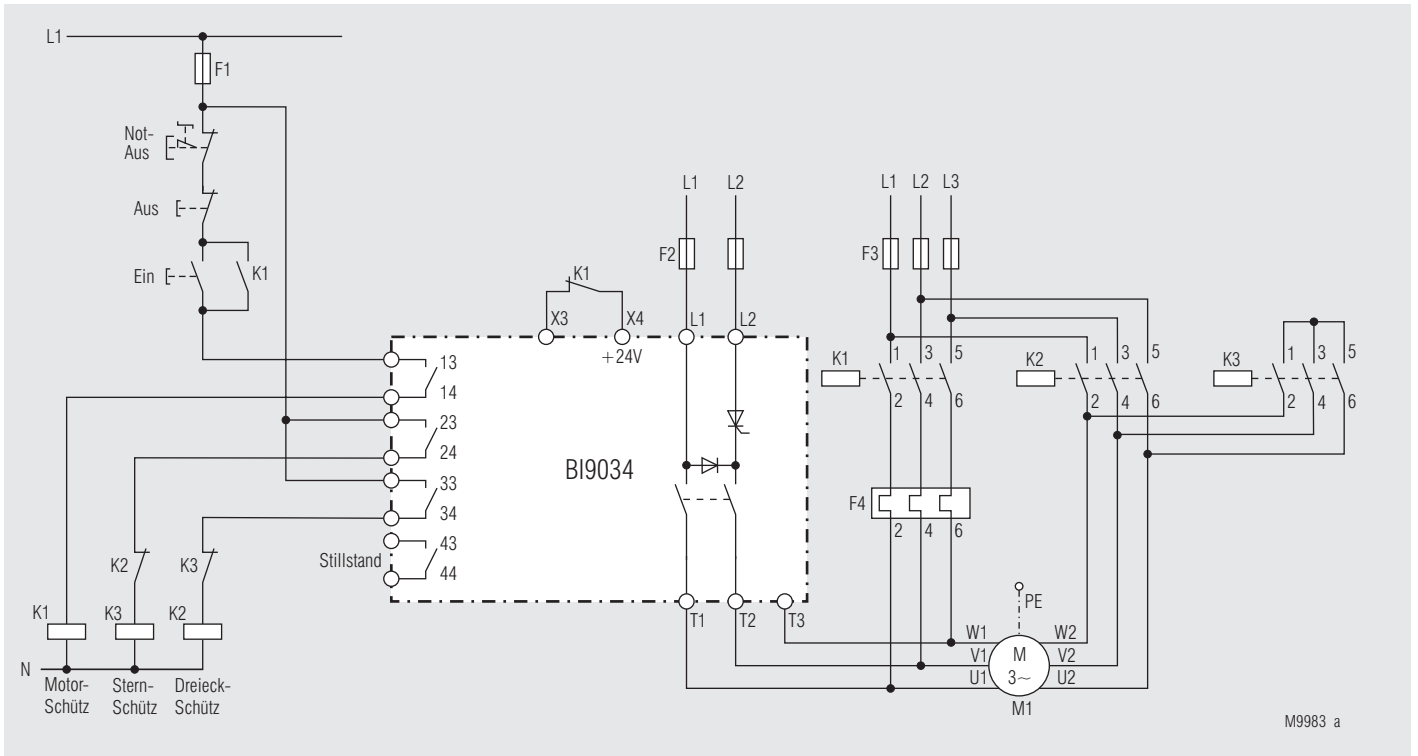 L1
F1
Not-
Aus
Aus
Ein
K1
L1
L2
F2
L1
L2
L3
F3
K1
X3
X4
+24V
L1
L2
13
14
23
24
33
34
43
44
Stillstand
BI9034
T1
T2
T3
K1
1
3
5
2
4
6
K2
1
3
5
2
4
6
K3
1
3
5
2
4
6
F4
2
4
6
K2
K3
K1
K3
K2
N
Motor-
Schütz
Stern-
Schütz
Dreieck-
Schütz
PE
W1
V1
U1
M
3~
W2
V2
U2
M1
M9983 a